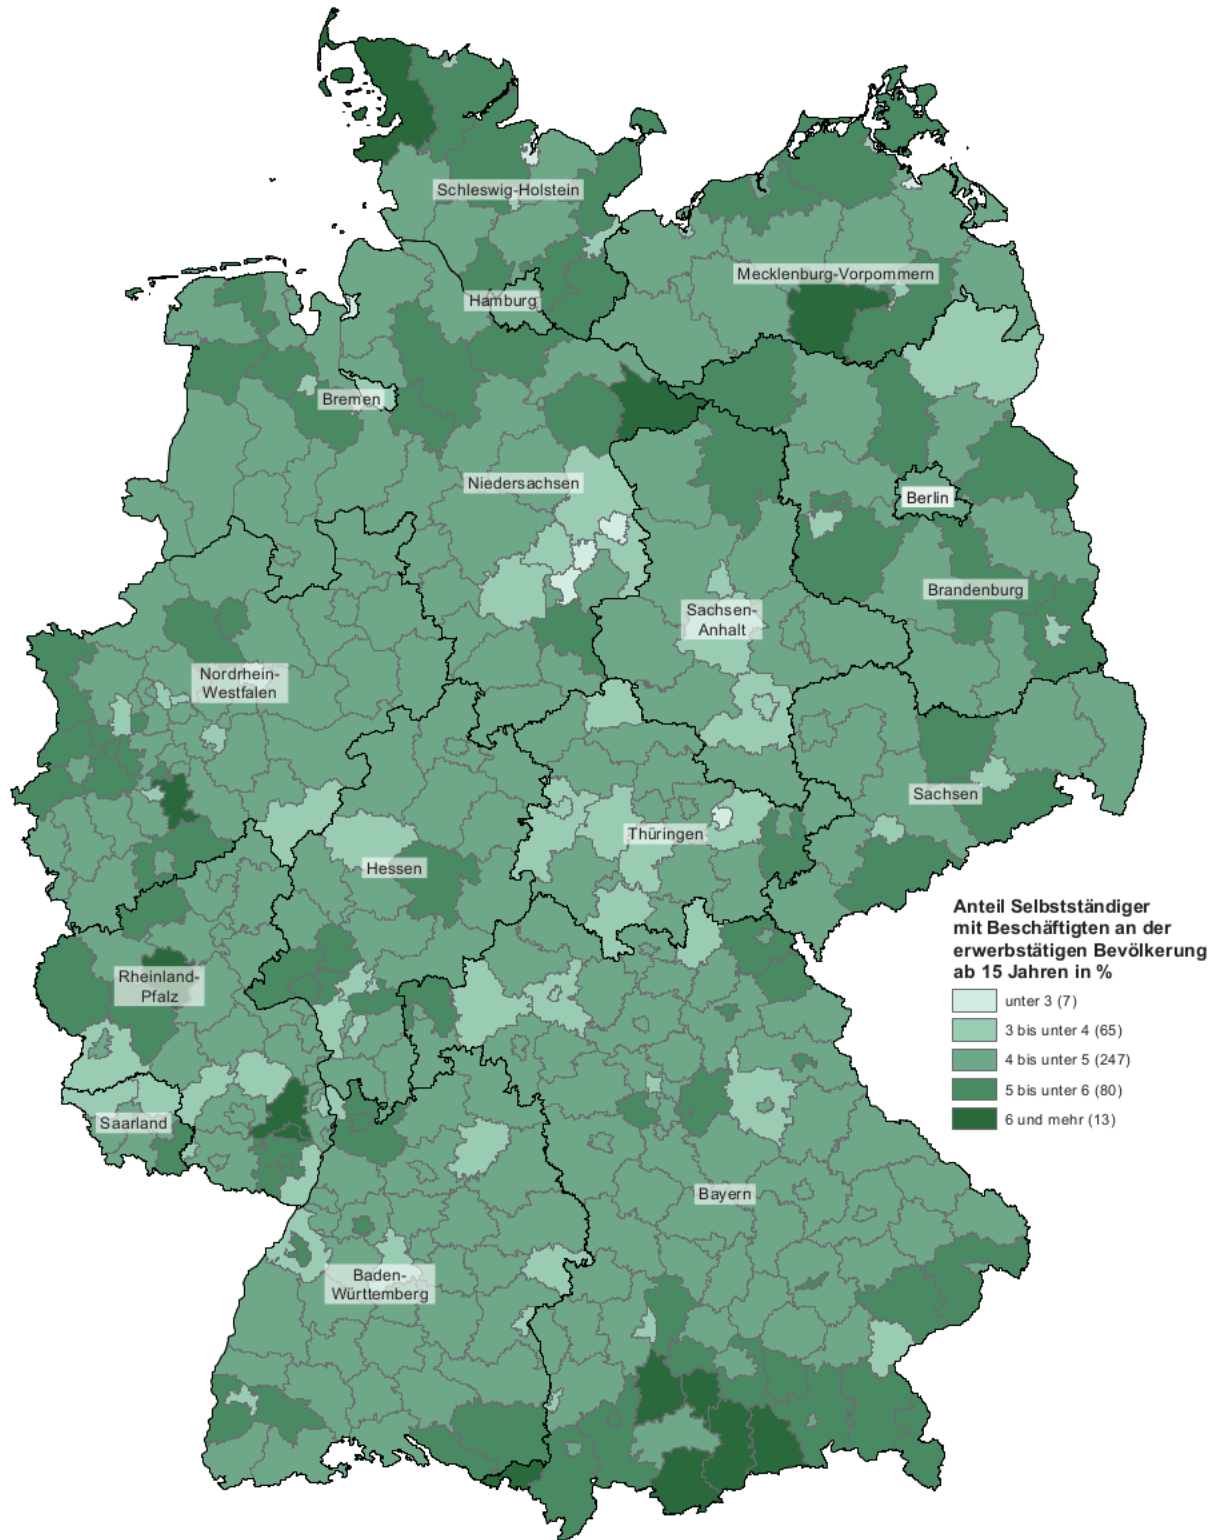 Schleswig-Holstein
Mecklenburg-Vorpommern
Hamburg
Bremen
Niedersachsen
Berlin
Brandenburg
Sachsen-
Anhalt
Nordrhein-
Westfalen
Sachsen
Thüringen
Hessen
Rheinland-
Pfalz
Saarland
Bayern
Baden-
Württemberg
Anteil Selbstständiger
mit Beschäftigten an der
erwerbstätigen Bevölkerung
ab 15 Jahren in %
unter 3 (7)
3 bis unter 4 (65)
4 bis unter 5 (247)
5 bis unter 6 (80)
6 und mehr (13)